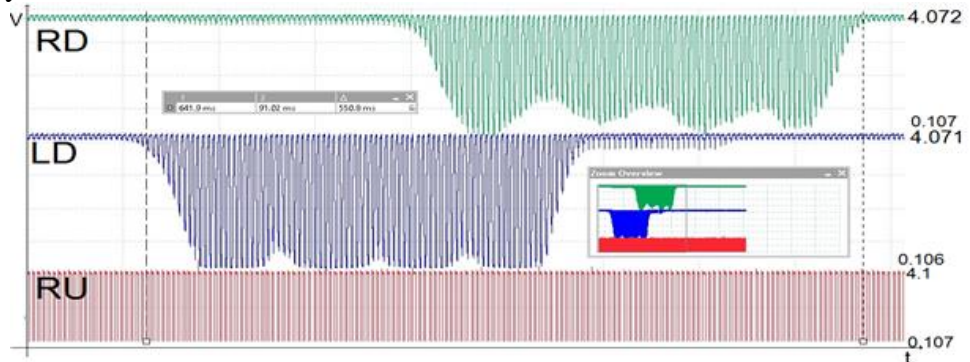 V
4.072
RD
641.9 ms 91.02 ms 550.8 ms
0.107
4.071
LD
Zoom Overview
0.106
4.1
RU
0,107
t